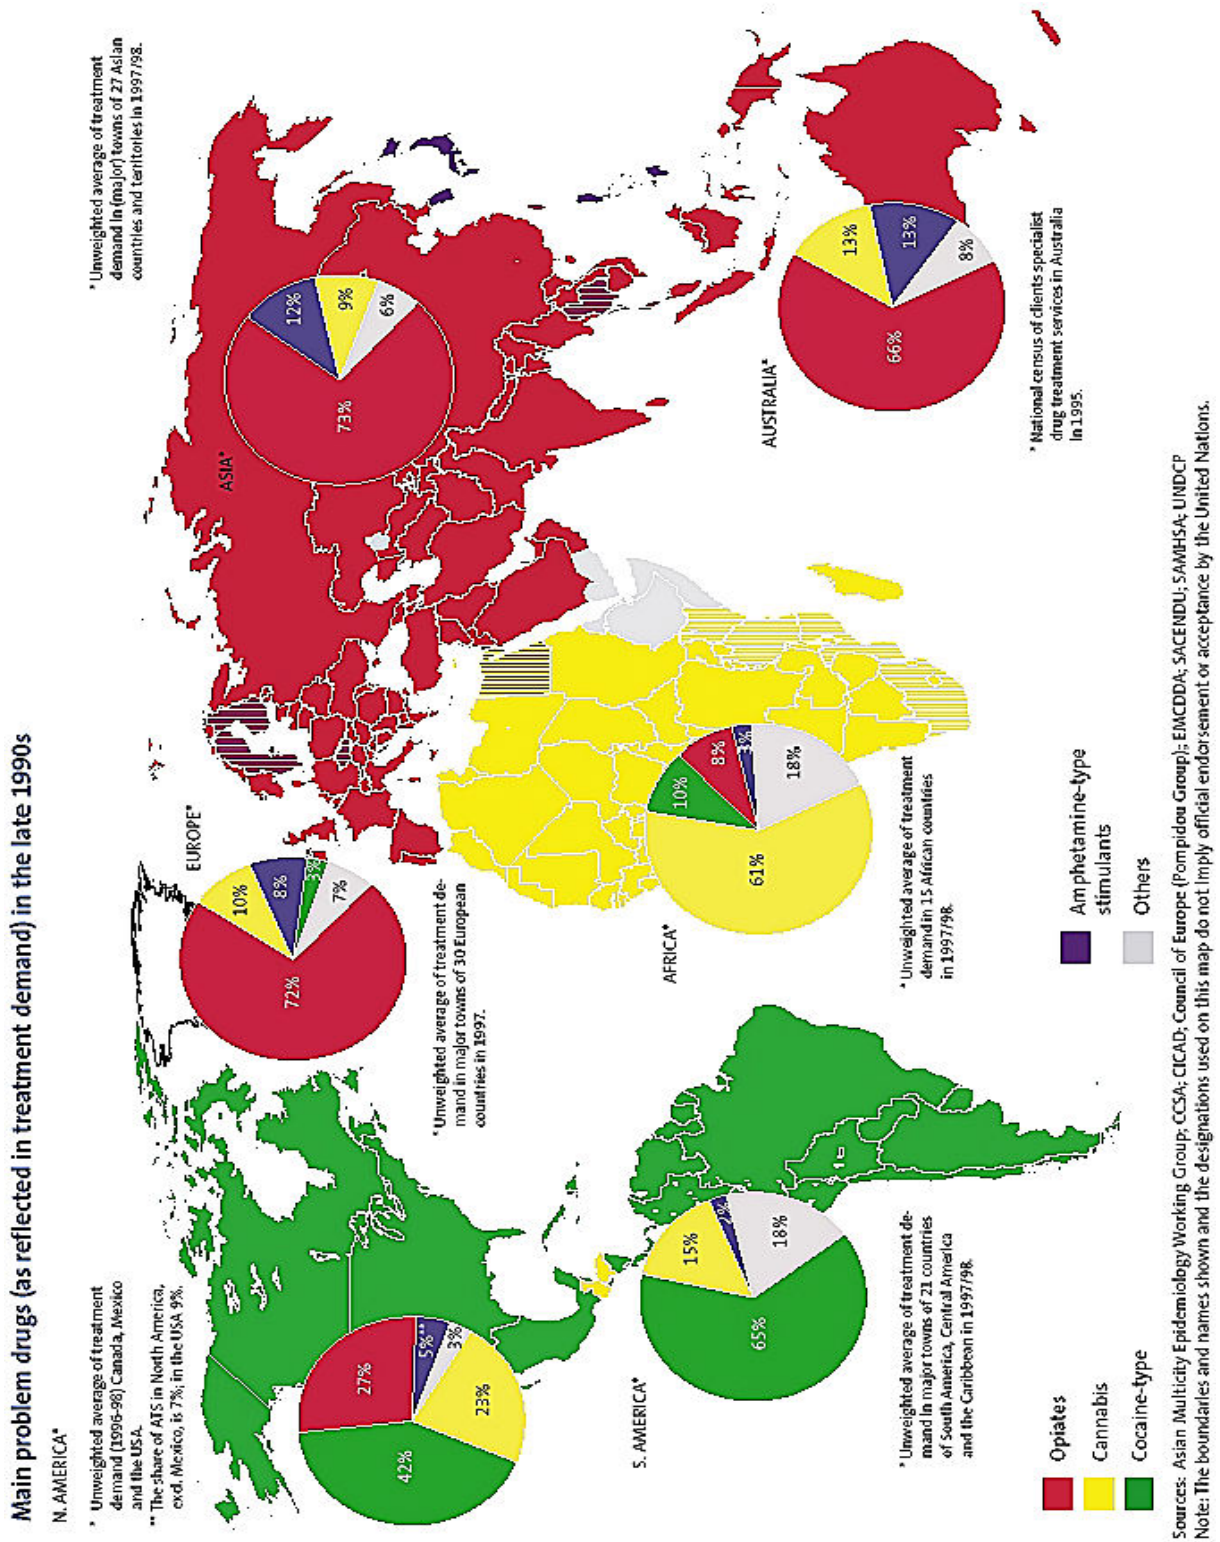 Main problem drugs (as reflected in treatment demand) in the late 1990s
N. AMERICA*
* Unweighted average of treatment
demand (1996-98) Canada, Mexico
and the USA.
** The share of ATS in North America,
excl. Mexico, is 7%; in the USA 9%.
27%
5%**
3%
23%
42%
EUROPE*
10%
8%
3%
7%
72%
* Unweighted average of treatment de-
mand in major towns of 30 European
countries in 1997.
ASIA*
12%
9%
6%
73%
* Unweighted average of treatment
demand in (major) towns of 27 Asian
countries and territories in 1997/98.
S. AMERICA*
15%
2%
18%
65%
* Unweighted average of treatment de-
mand in major towns of 21 countries
of South America, Central America
and the Caribbean in 1997/98.
AFRICA*
10%
8%
3%
18%
61%
* Unweighted average of treatment
demand in 15 African countries
in 1997/98.
AUSTRALIA*
13%
13%
8%
66%
* National census of clients specialist
drug treatment services in Australia
in 1995.
Opiates
Cannabis
Cocaine-type
Amphetamine-type
stimulants
Others
Sources: Asian Multicity Epidemiology Working Group; CCSA; CICAD; Council of Europe (Pompidou Group); EMCDDA; SACENDU; SAMHSA; UNDCP
Note: The boundaries and names shown and the designations used on this map do not imply official endorsement or acceptance by the United Nations.